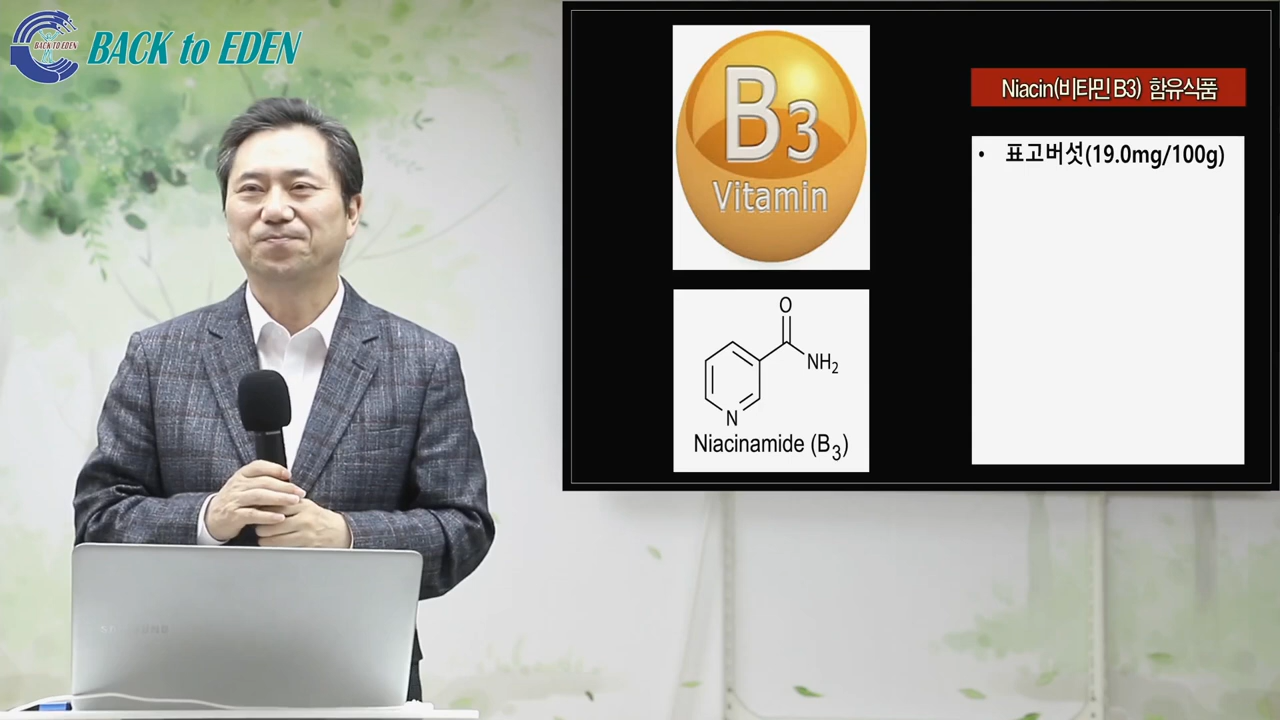 BACK TO EDEN
BACK to EDEN
B3
Vitamin
Niacin(비타민 B3) 함유식품
• 표고버섯(19.0mg/100g)
O
NH2
N
Niacinamide (B3)
SAMSUNG